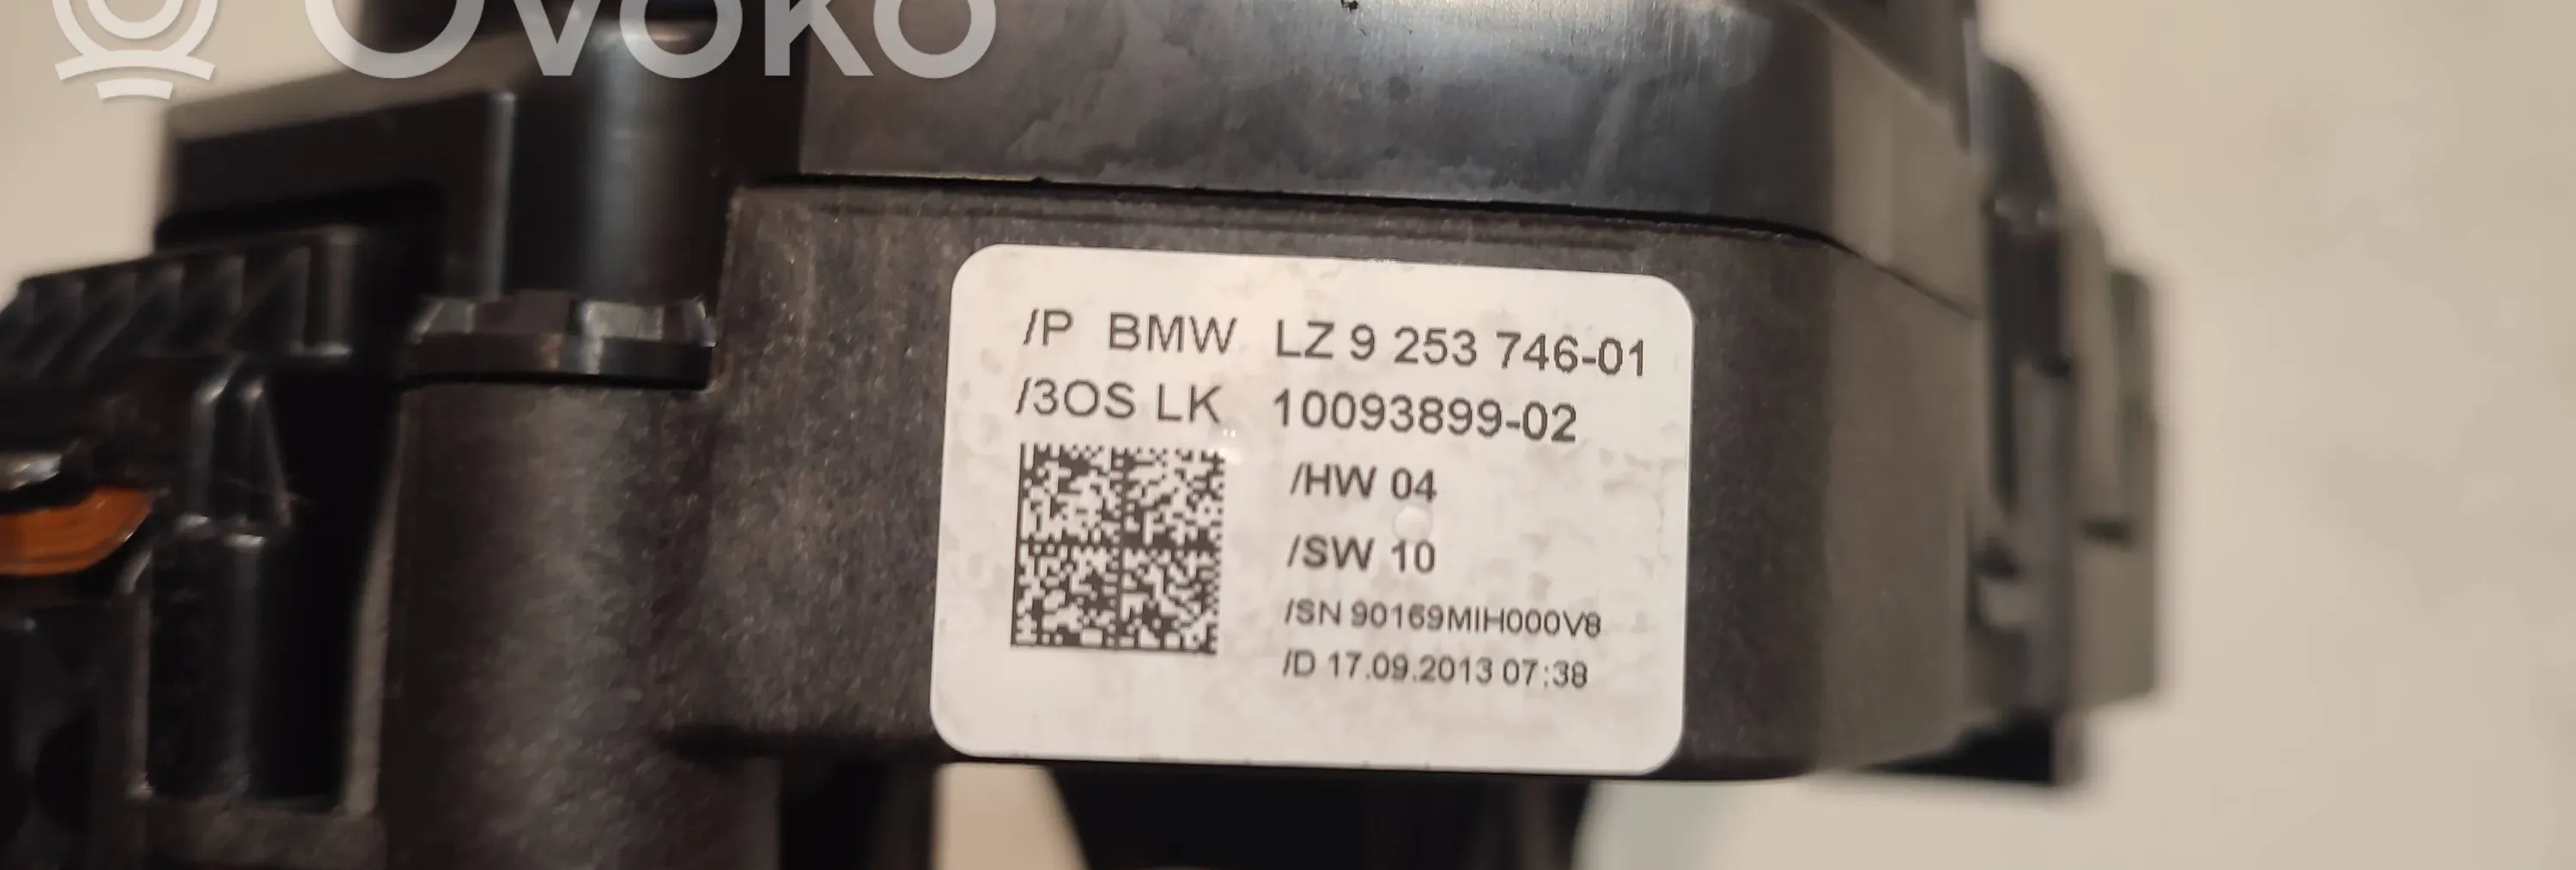 OVOKO
/P BMW LZ 9 253 746-01
/3OS LK 10093899-02
/HW 04
/SW 10
/SN 90169MIH000V8
/D 17.09.2013 07:38